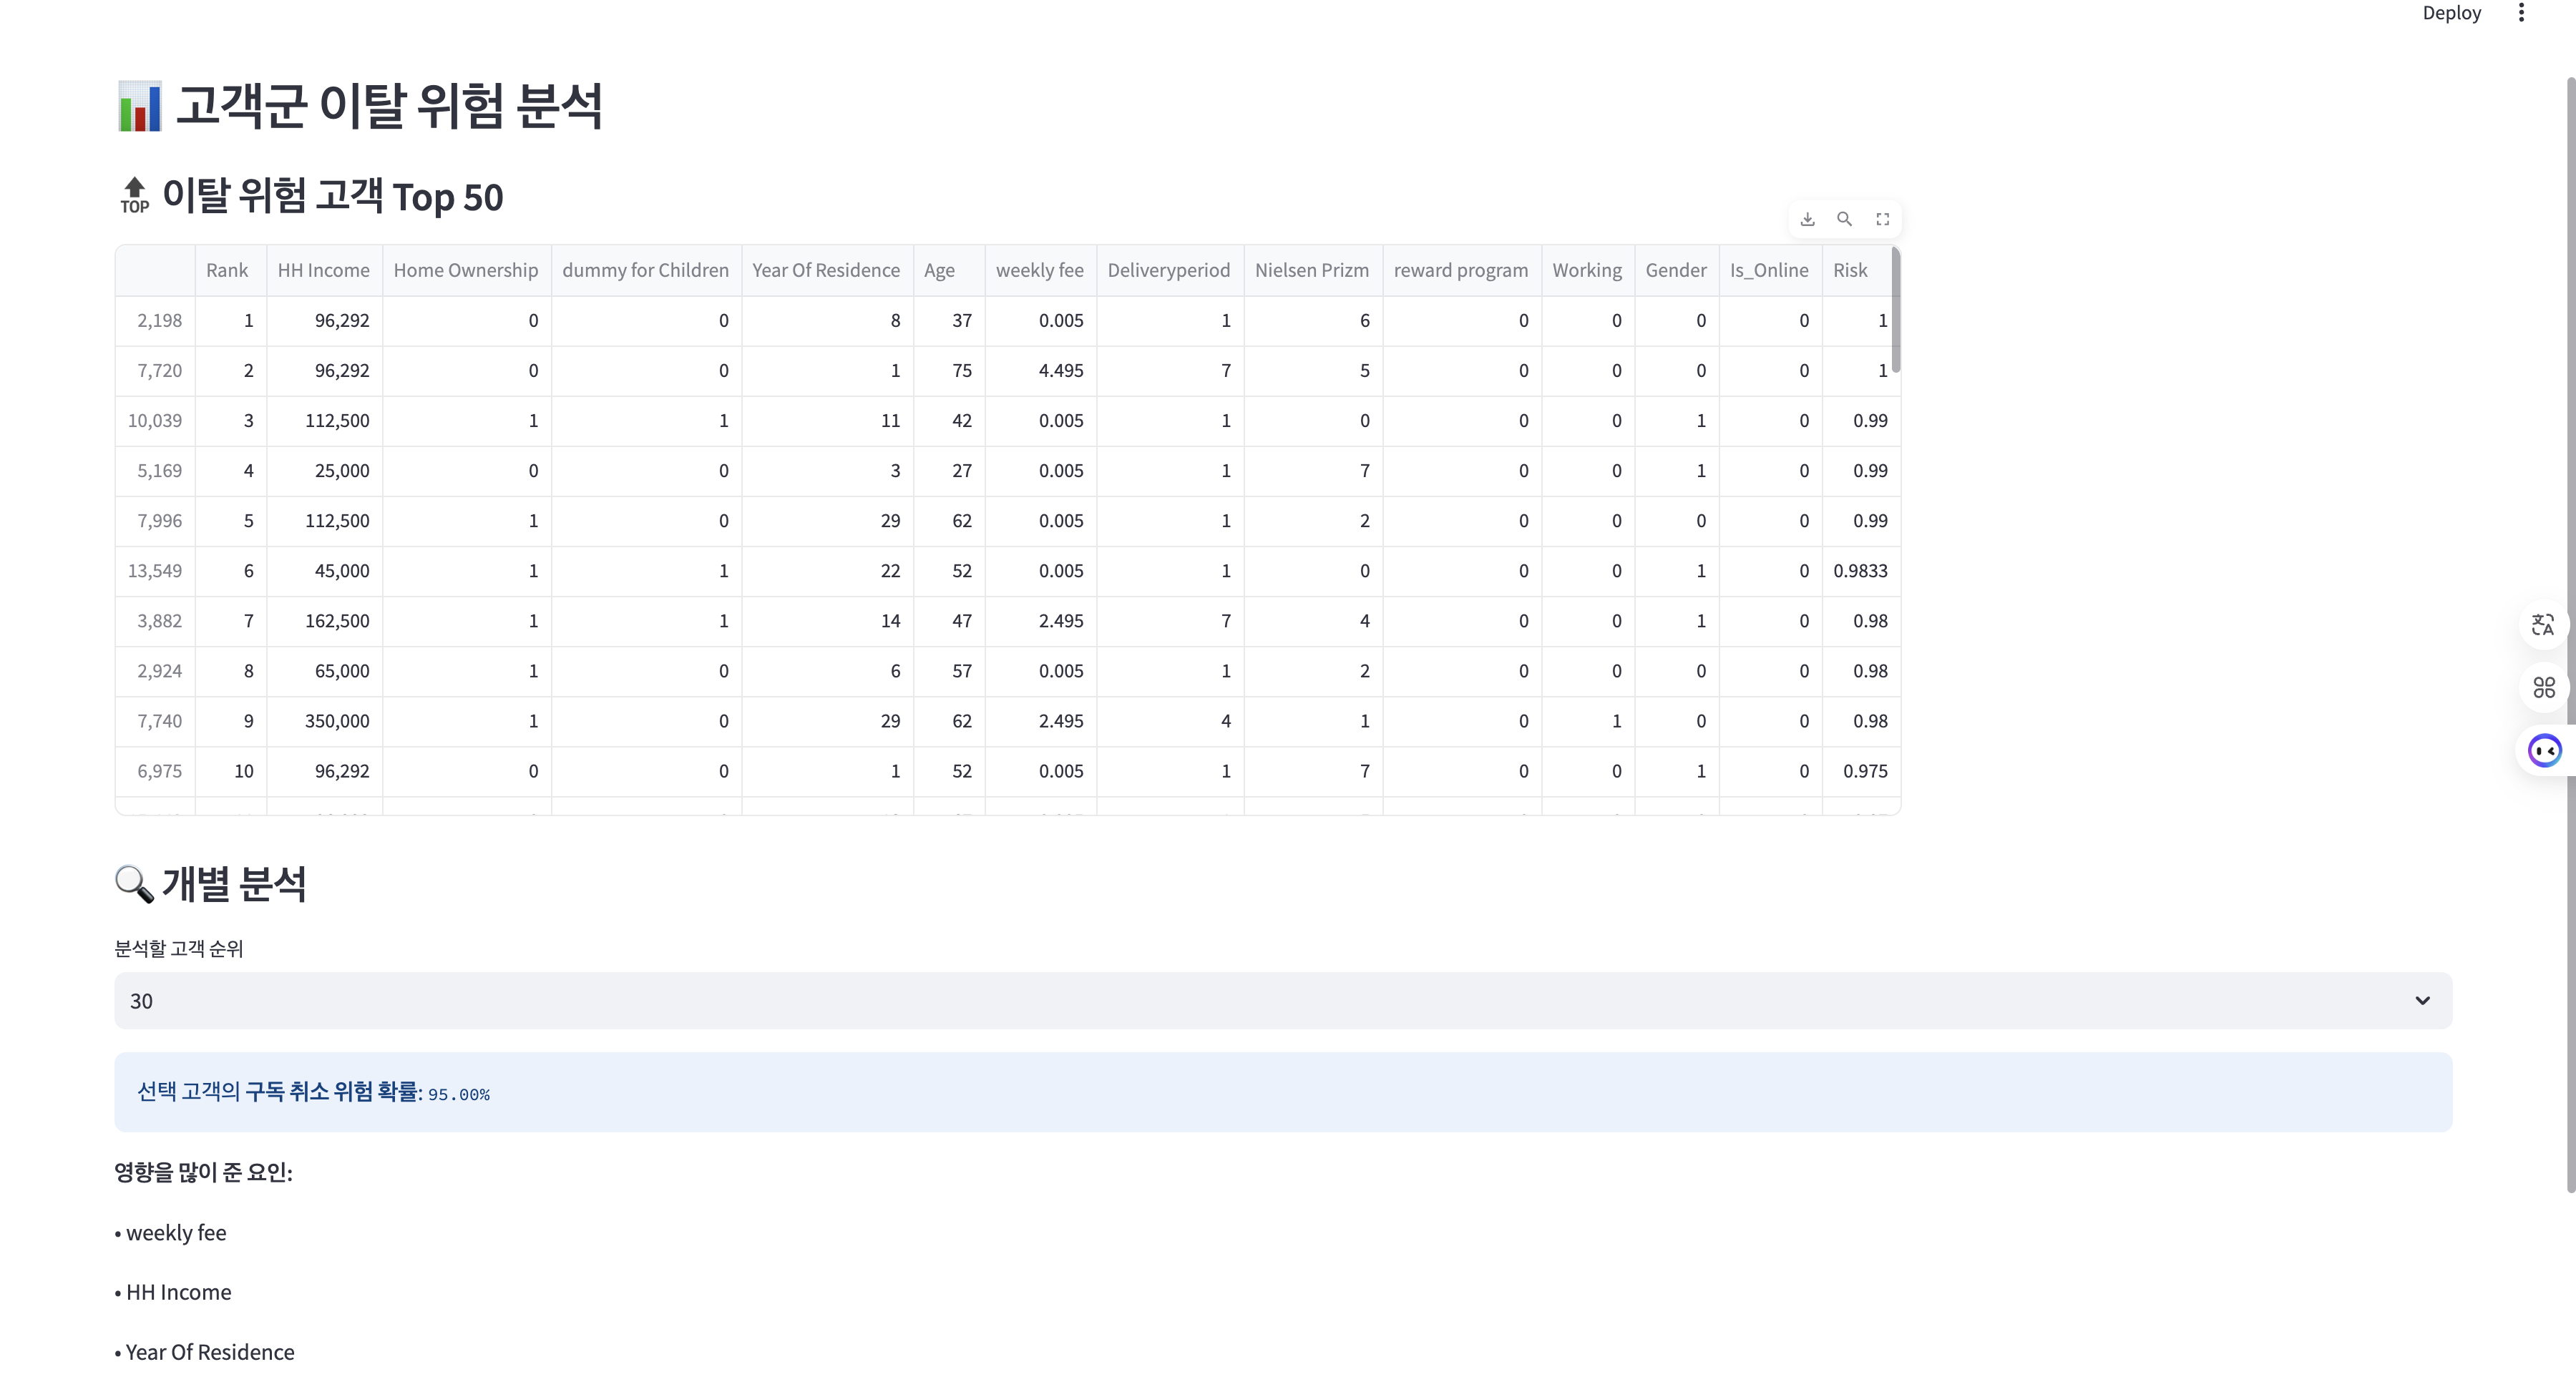 Deploy
고객군 이탈 위험 분석
TOP 이탈 위험 고객 Top 50
Rank HH Income Home Ownership dummy for Children Year Of Residence Age weekly fee Deliveryperiod Nielsen Prizm reward program Working Gender Is_Online Risk
2,198 1 96,292 0 0 8 37 0.005 1 6 0 0 0 0 1
7,720 2 96,292 0 0 1 75 4.495 7 5 0 0 0 0 1
10,039 3 112,500 1 1 11 42 0.005 1 0 0 0 1 0 0.99
5,169 4 25,000 0 0 3 27 0.005 1 7 0 0 1 0 0.99
7,996 5 112,500 1 0 29 62 0.005 1 2 0 0 0 0 0.99
13,549 6 45,000 1 1 22 52 0.005 1 0 0 0 1 0 0.9833
3,882 7 162,500 1 1 14 47 2.495 7 4 0 0 1 0 0.98
2,924 8 65,000 1 0 6 57 0.005 1 2 0 0 0 0 0.98
7,740 9 350,000 1 0 29 62 2.495 4 1 0 1 0 0 0.98
6,975 10 96,292 0 0 1 52 0.005 1 7 0 0 1 0 0.975
개별 분석
분석할 고객 순위
30
선택 고객의 구독 취소 위험 확률: 95.00%
영향을 많이 준 요인:
• weekly fee
• HH Income
• Year Of Residence